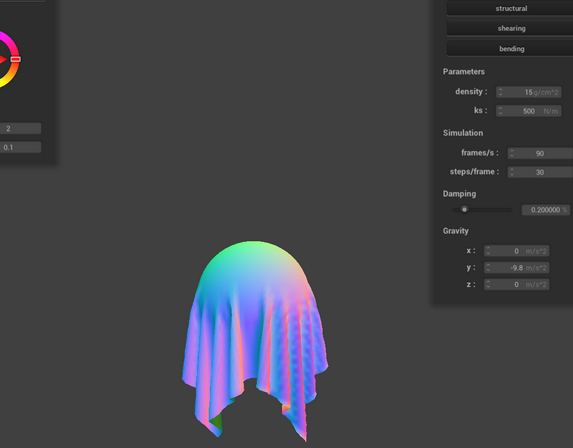 structural
shearing
bending
Parameters
density : 15 g/cm^2
ks : 500 N/m
2
0.1
Simulation
frames/s : 90
steps/frame : 30
Damping
0.200000 %
Gravity
x : 0 m/s^2
y : -9.8 m/s^2
z : 0 m/s^2